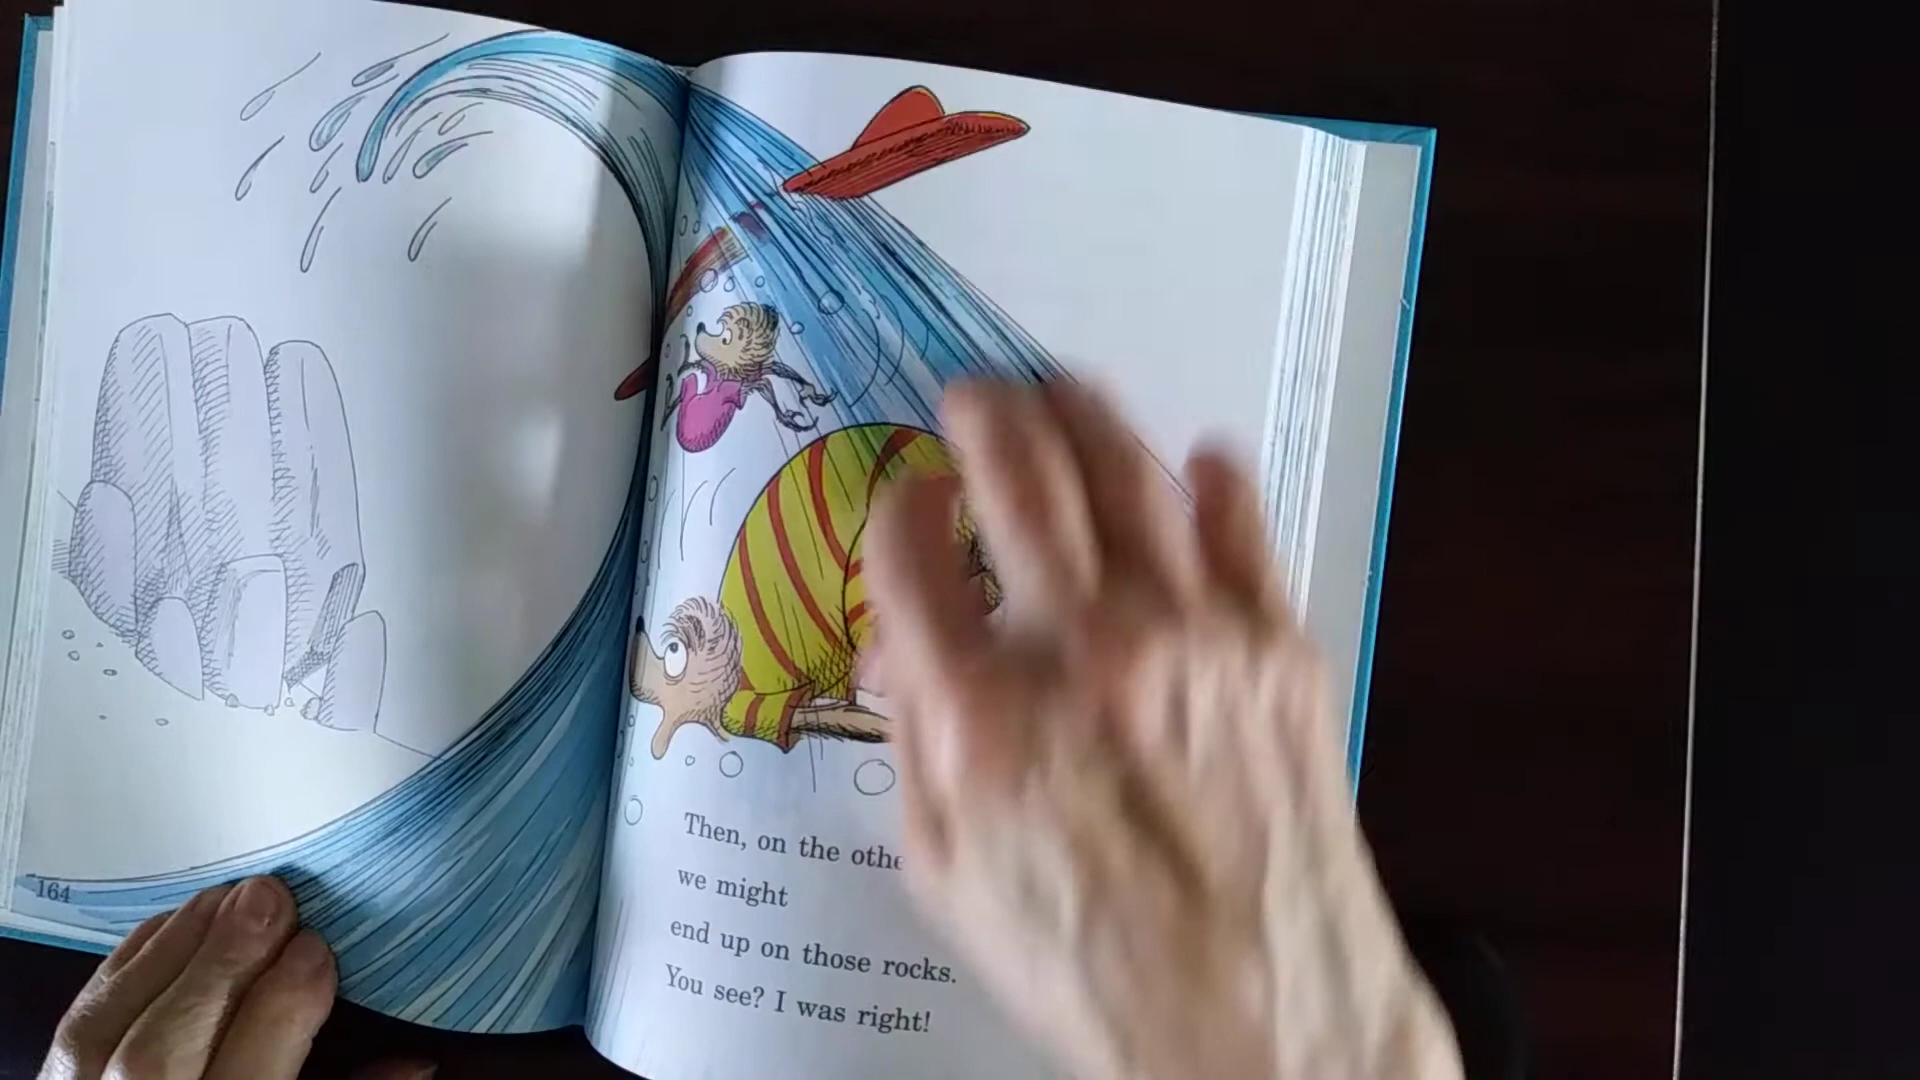 164
Then, on the othe
we might
end up on those rocks.
You see? I was right!